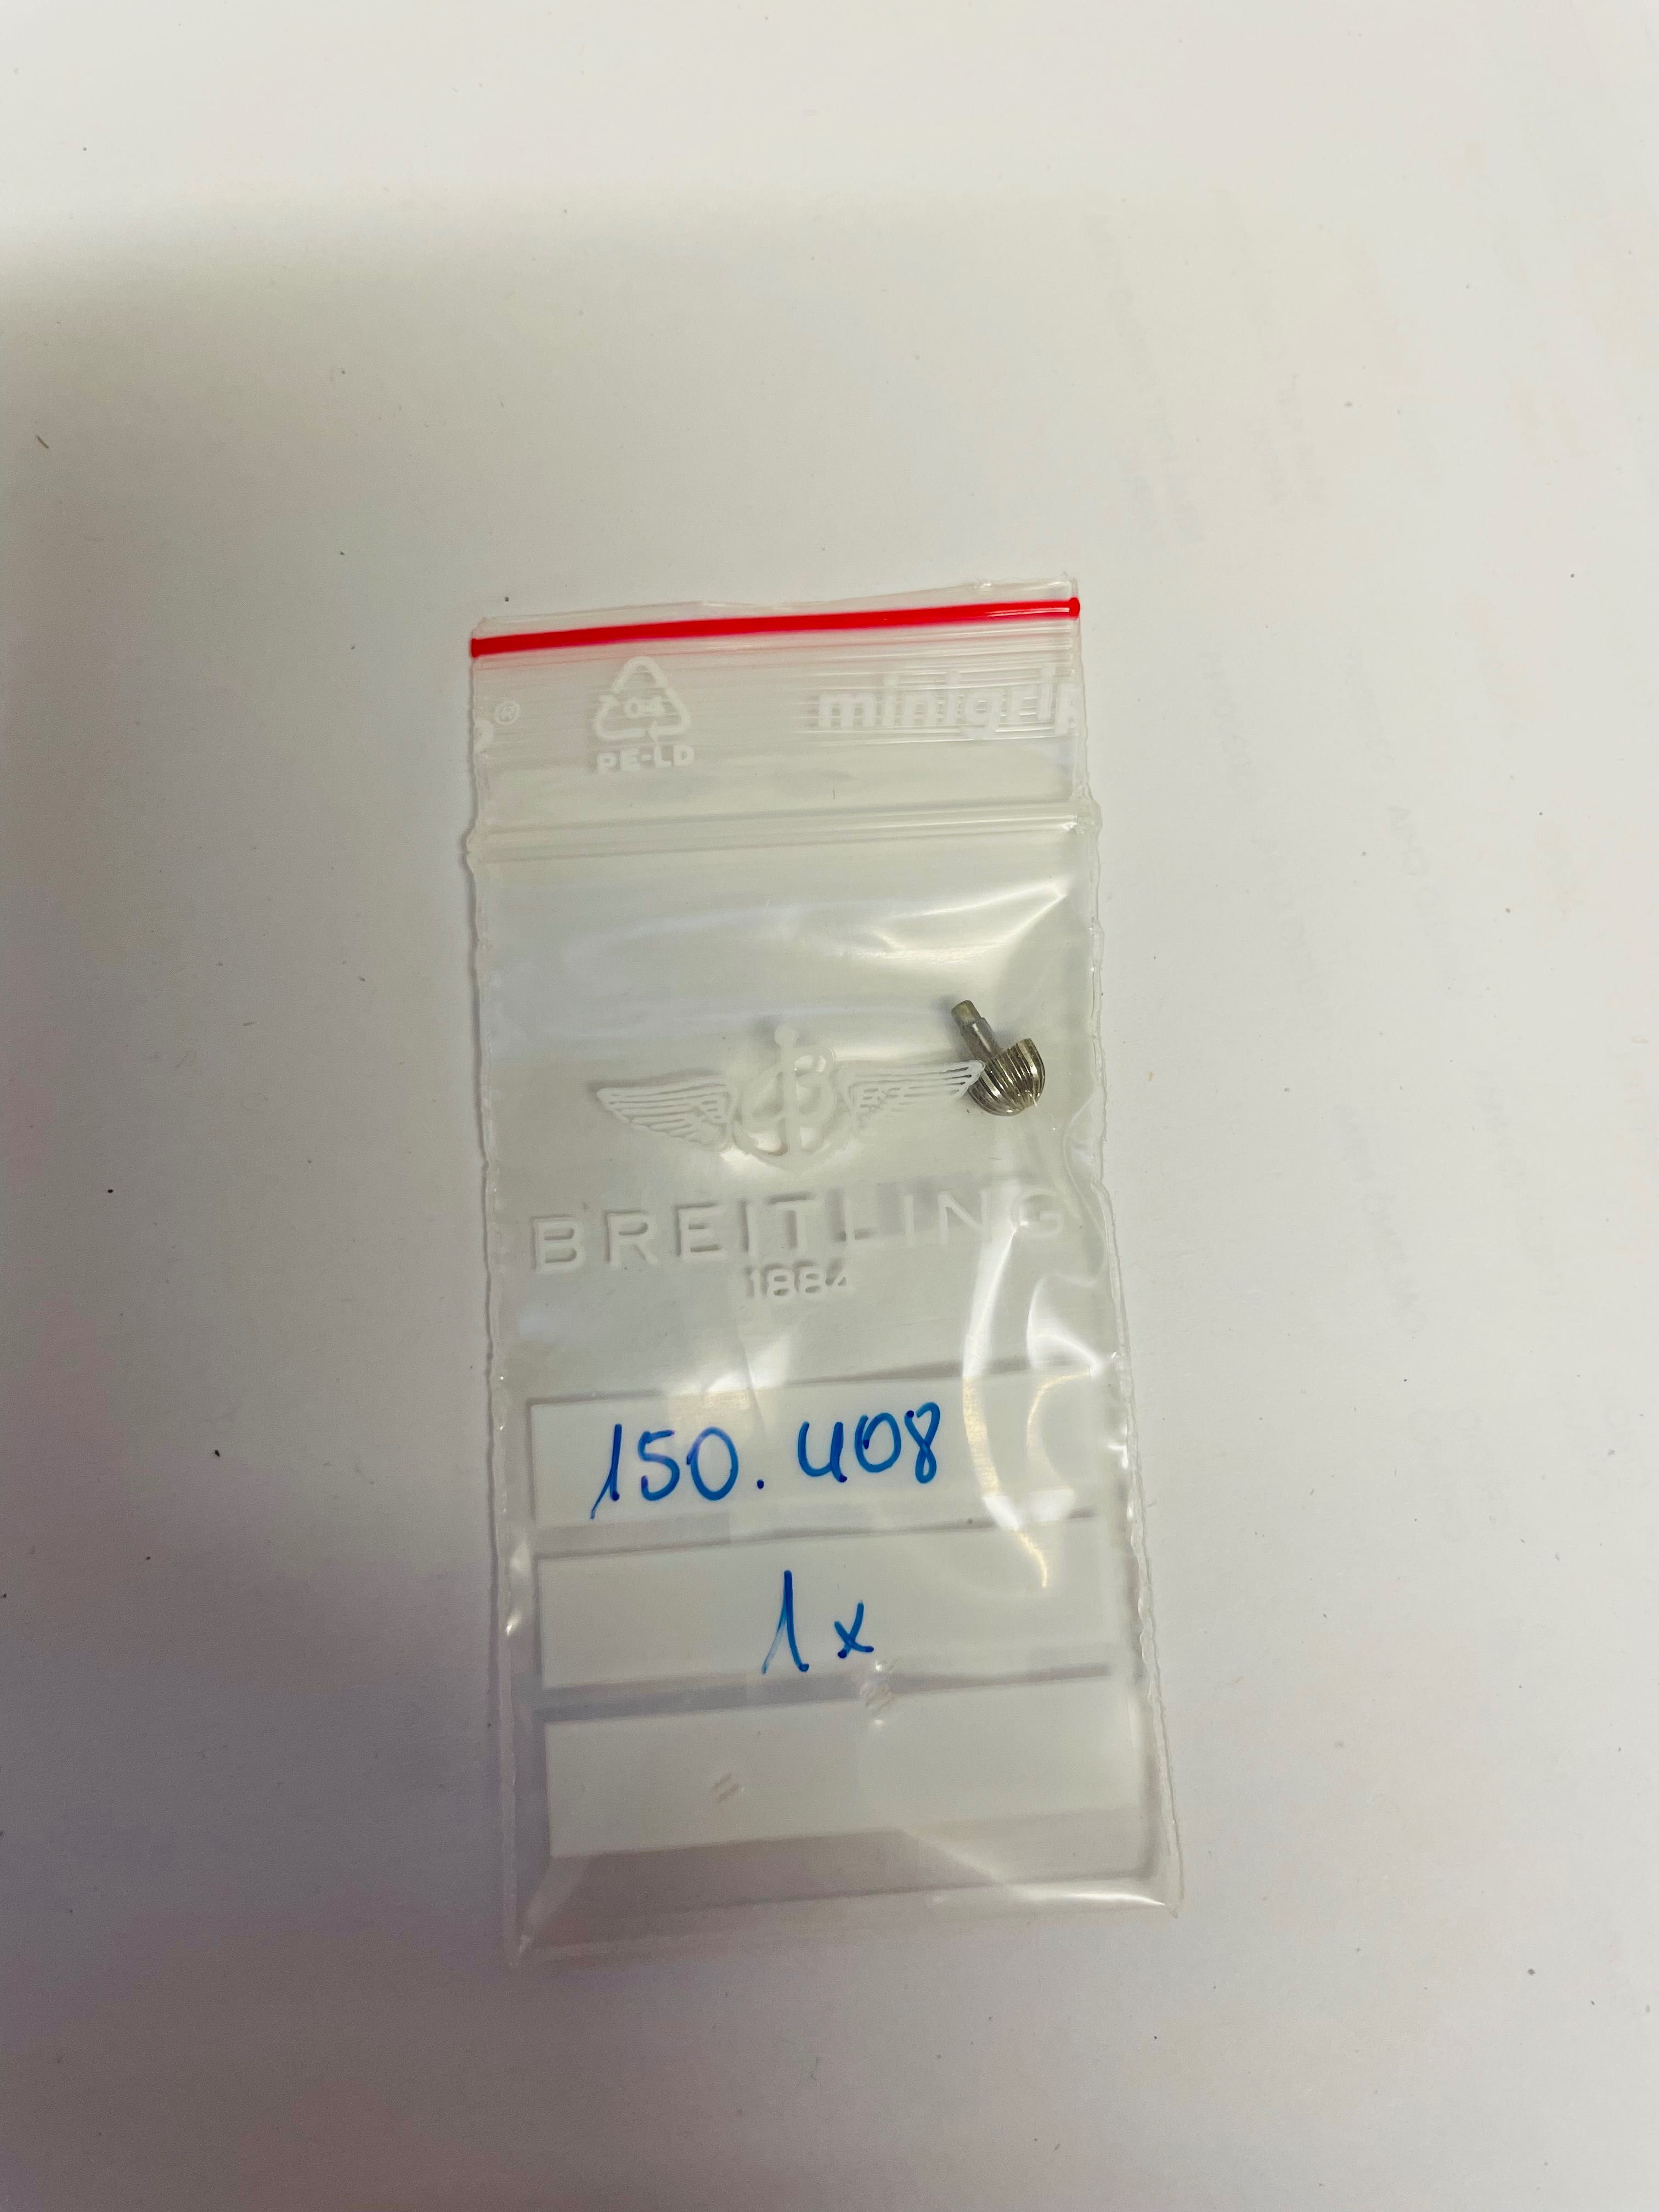 ®
04
PE-LD
minigrip
BREITLING
1884
150.408
1x